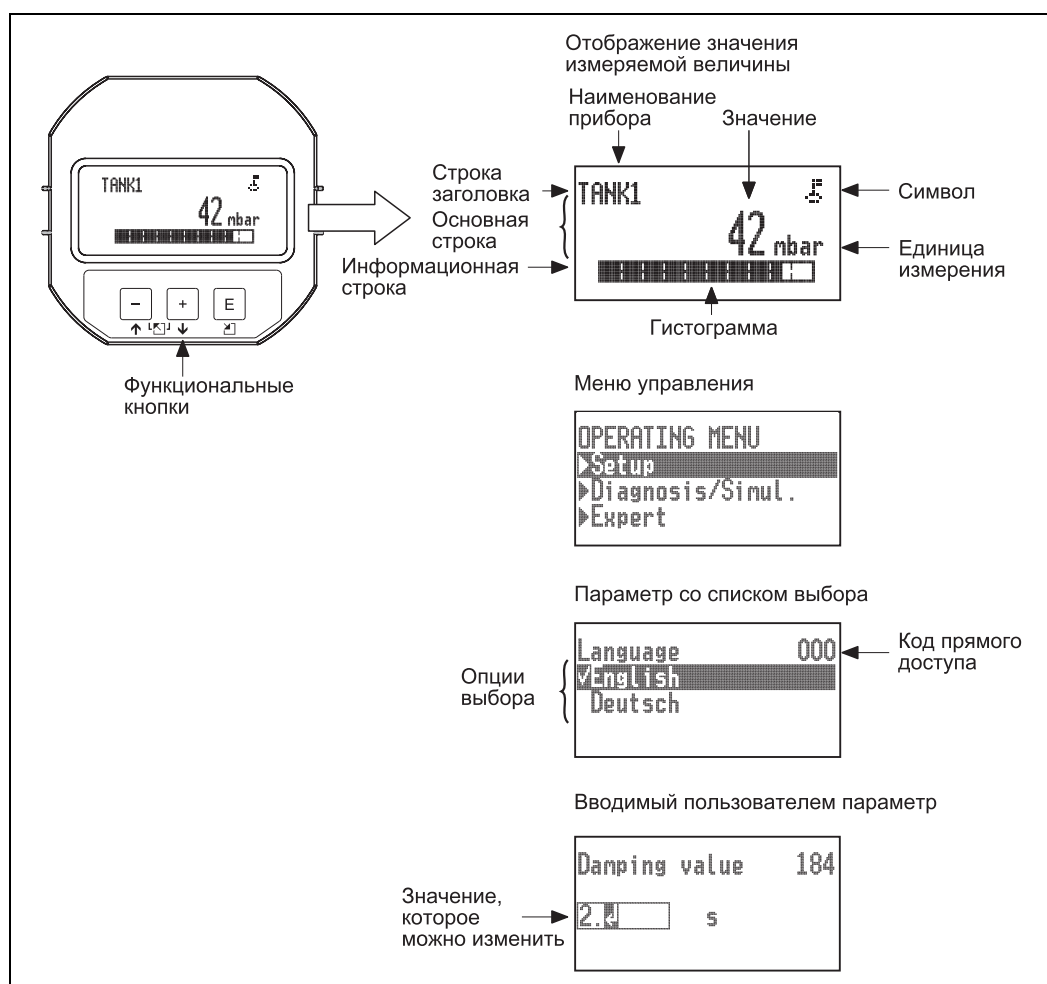 Отображение значения
измеряемой величины
Наименование
прибора
Значение
TANK1
42 mbar
- + E
Функциональные
кнопки
Строка
заголовка
Основная
строка
Информационная
строка
TANK1
42 mbar
Символ
Единица
измерения
Гистограмма
Меню управления
OPERATING MENU
Setup
Diagnosis/Simul.
Expert
Параметр со списком выбора
Language 000
English
Deutsch
Опции
выбора
Код прямого
доступа
Вводимый пользователем параметр
Damping value 184
2. s
Значение,
которое
можно изменить